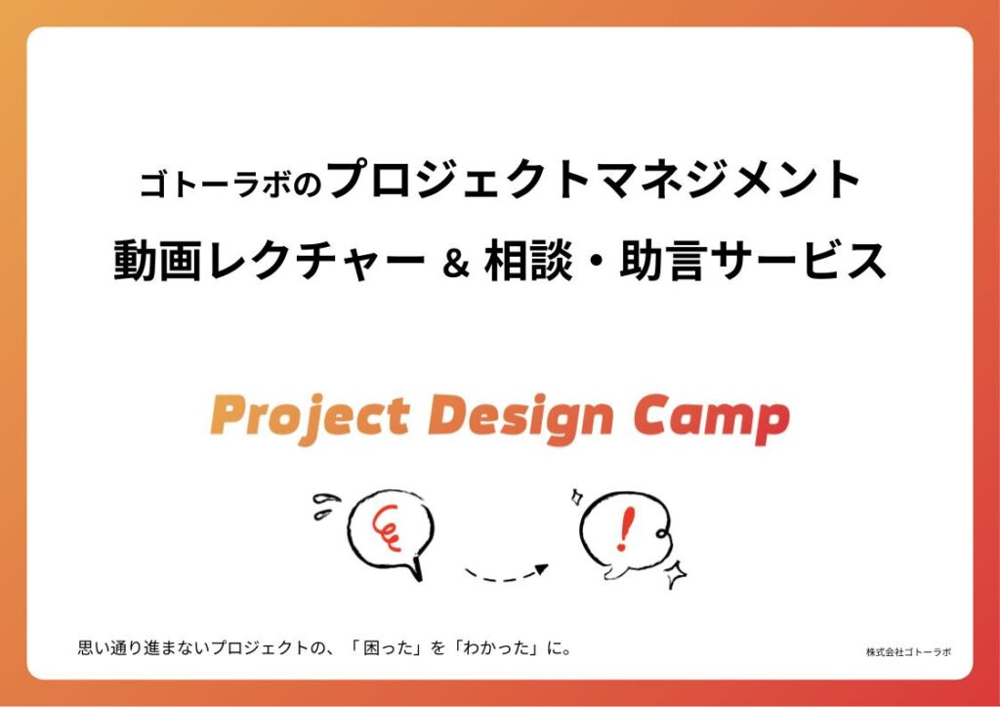 ゴトーラボのプロジェクトマネジメント
動画レクチャー & 相談・助言サービス
Project Design Camp
思い通り進まないプロジェクトの、「困った」を「わかった」に。
株式会社ゴトーラボ